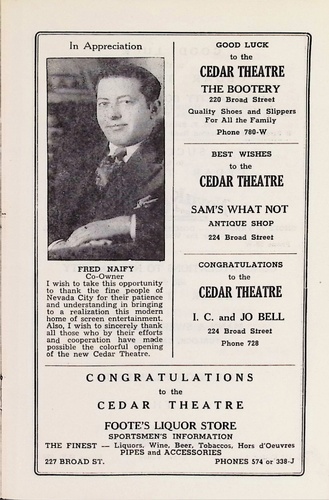 In Appreciation
FRED NAIFY
Co-Owner
I wish to take this opportunity
to thank the fine people of
Nevada City for their patience
and understanding in bringing
to a realization this modern
home of screen entertainment.
Also, I wish to sincerely thank
all those who by their efforts
and cooperation have made
possible the colorful opening
of the new Cedar Theatre.
GOOD LUCK
to the
CEDAR THEATRE
THE BOOTERY
220 Broad Street
Quality Shoes and Slippers
For All the Family
Phone 780-W
BEST WISHES
to the
CEDAR THEATRE
SAM'S WHAT NOT
ANTIQUE SHOP
224 Broad Street
CONGRATULATIONS
to the
CEDAR THEATRE
I. C. and JO BELL
224 Broad Street
Phone 728
CONGRATULATIONS
to the
CEDAR THEATRE
FOOTE'S LIQUOR STORE
SPORTSMEN'S INFORMATION
THE FINEST — Liquors, Wine, Beer, Tobaccos, Hors d'Oeuvres
PIPES and ACCESSORIES
227 BROAD ST. PHONES 574 or 338-J